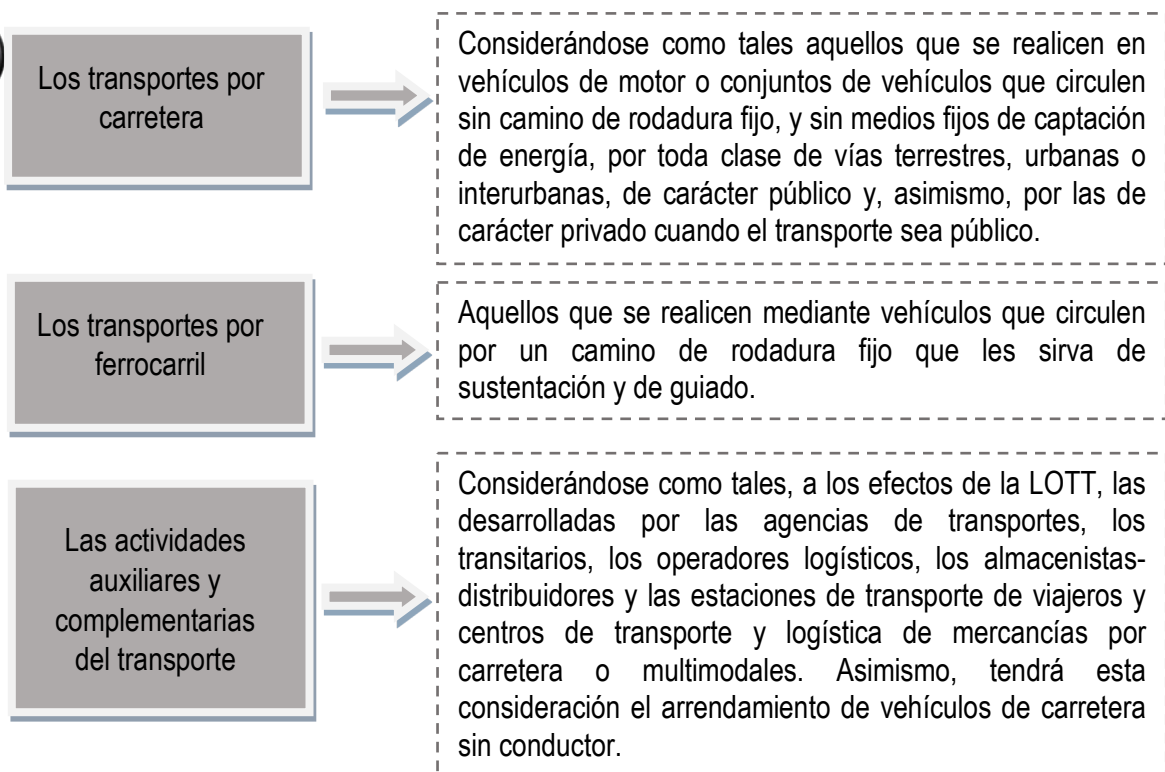 Los transportes por
carretera
Considerándose como tales aquellos que se realicen en
vehículos de motor o conjuntos de vehículos que circulen
sin camino de rodadura fijo, y sin medios fijos de captación
de energía, por toda clase de vías terrestres, urbanas o
interurbanas, de carácter público y, asimismo, por las de
carácter privado cuando el transporte sea público.
Los transportes por
ferrocarril
Aquellos que se realicen mediante vehículos que circulen
por un camino de rodadura fijo que les sirva de
sustentación y de guiado.
Las actividades
auxiliares y
complementarias
del transporte
Considerándose como tales, a los efectos de la LOTT, las
desarrolladas por las agencias de transportes, los
transitarios, los operadores logísticos, los almacenistas-
distribuidores y las estaciones de transporte de viajeros y
centros de transporte y logística de mercancías por
carretera o multimodales. Asimismo, tendrá esta
consideración el arrendamiento de vehículos de carretera
sin conductor.